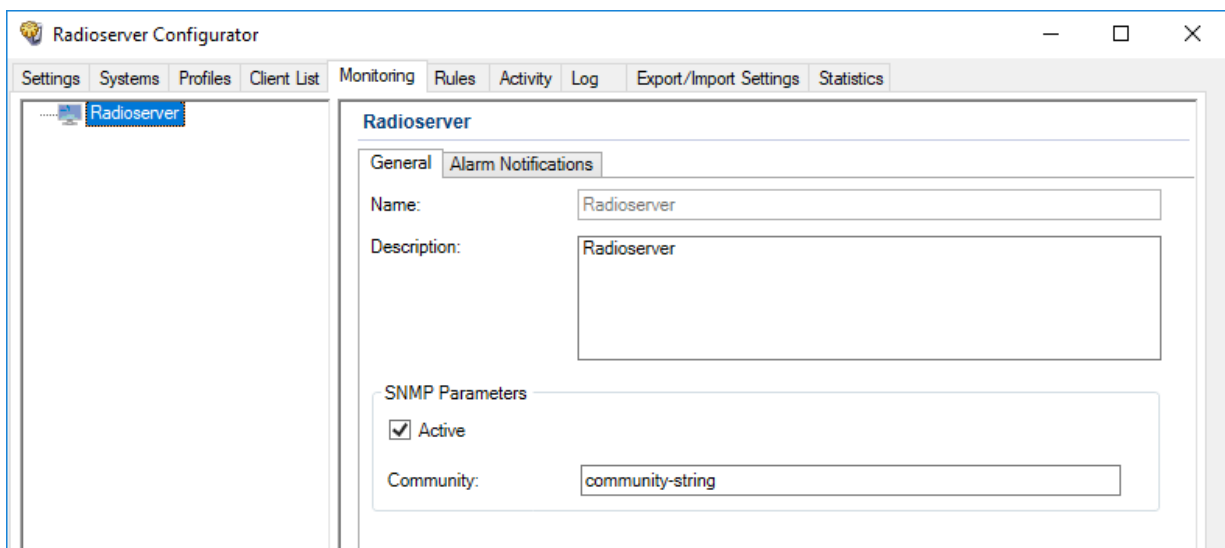 Radioserver Configurator
Settings Systems Profiles Client List Monitoring Rules Activity Log Export/Import Settings Statistics
Radioserver
Radioserver
General Alarm Notifications
Name: Radioserver
Description: Radioserver
SNMP Parameters
Active
Community: community-string